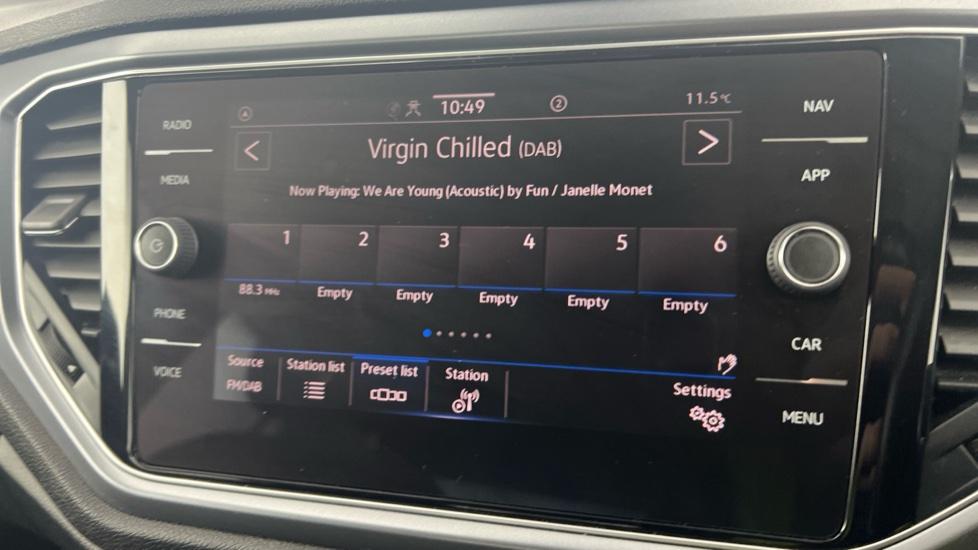 RADIO
MEDIA
PHONE
VOICE
10:49
2
11.5°C
Virgin Chilled (DAB)
Now Playing: We Are Young (Acoustic) by Fun / Janelle Monet
1 2 3 4 5 6
88.3 MHz Empty Empty Empty Empty Empty
Source Station list Preset list Station Settings
FM/DAB
NAV
APP
CAR
MENU